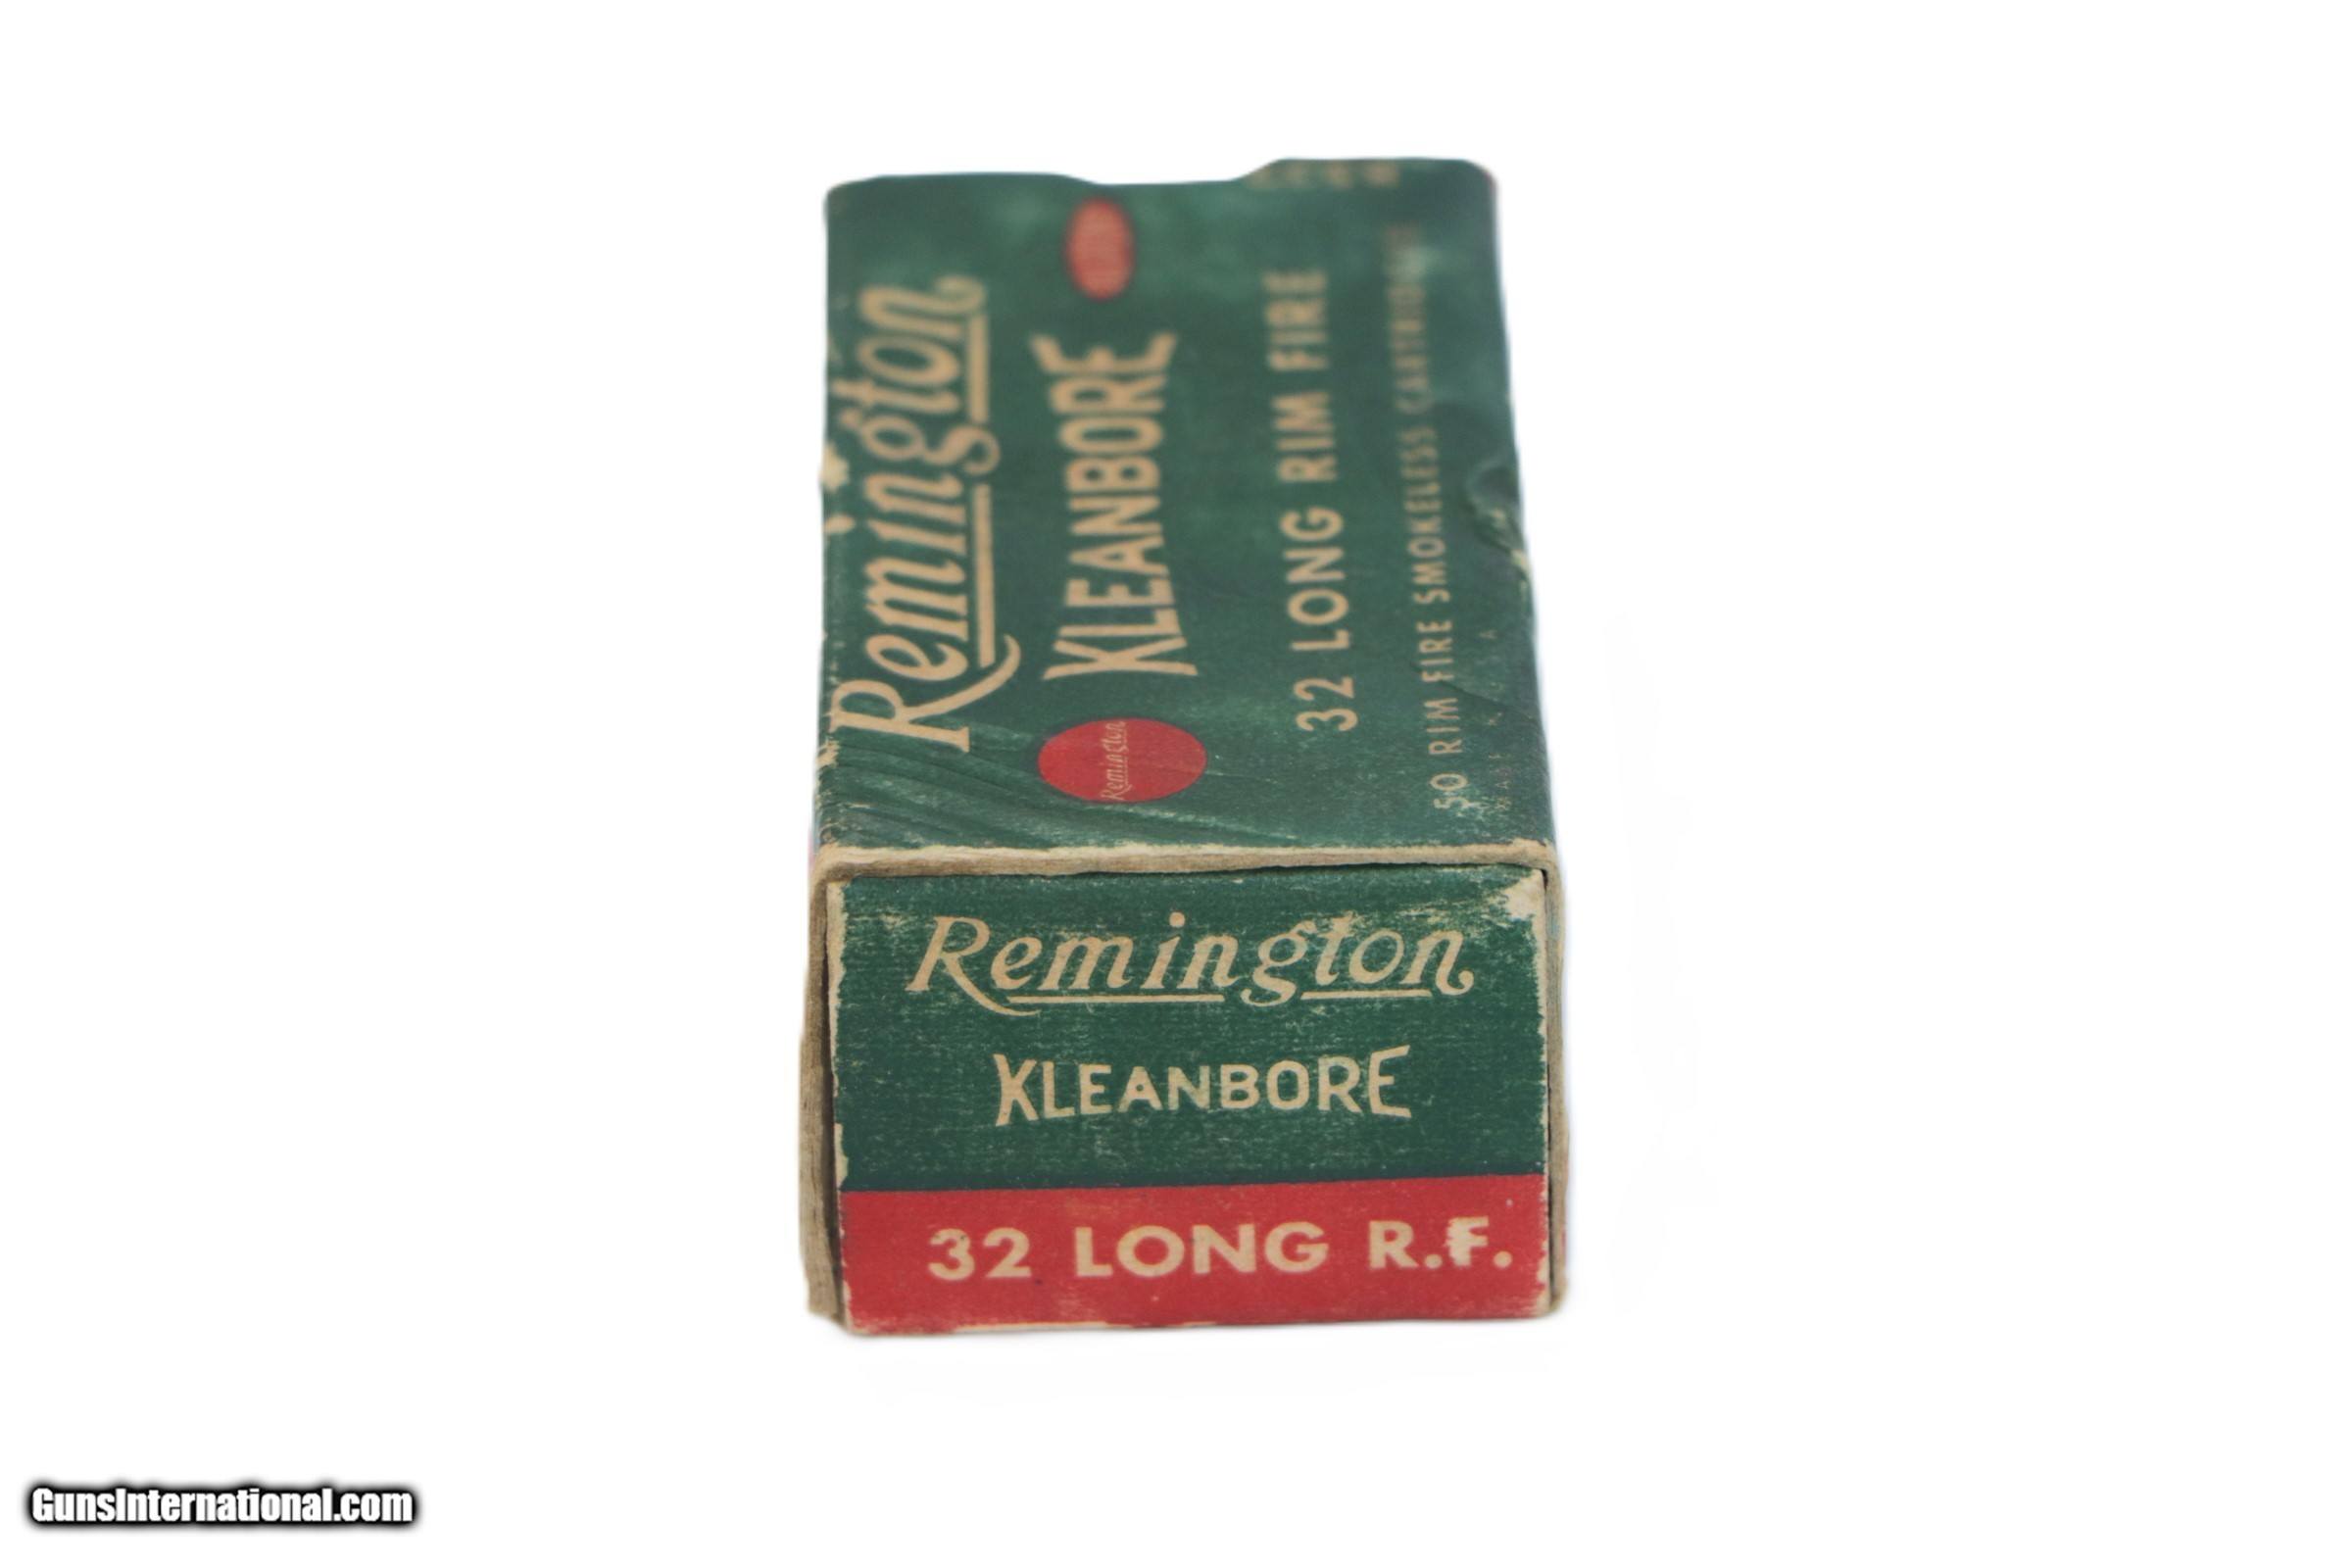 Remington
KLEANBORE
Remington
32 LONG RIM FIRE
50 RIM FIRE SMOKELESS CARTRIDGES
Remington
KLEANBORE
32 LONG R.F.
GunsInternational.com